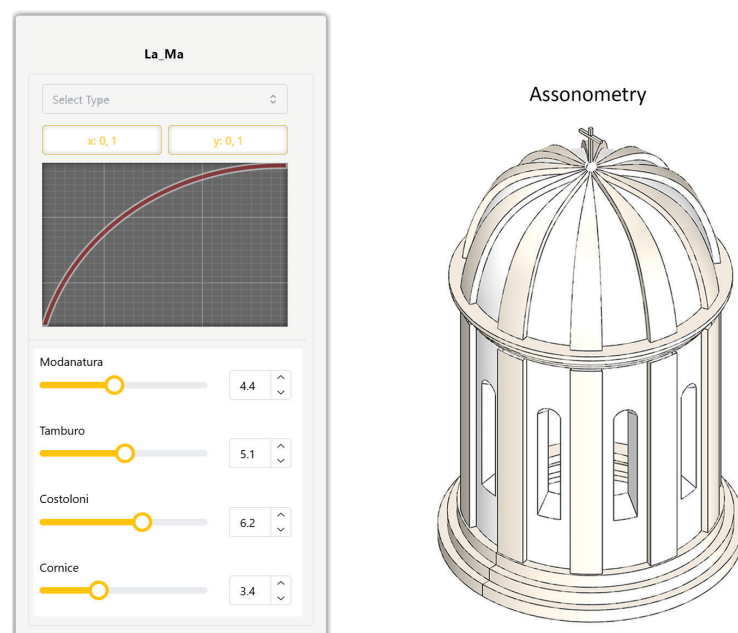 La_Ma
Select Type
x: 0, 1
y: 0, 1
Modanatura
4.4
Tamburo
5.1
Costoloni
6.2
Cornice
3.4
Assonometry